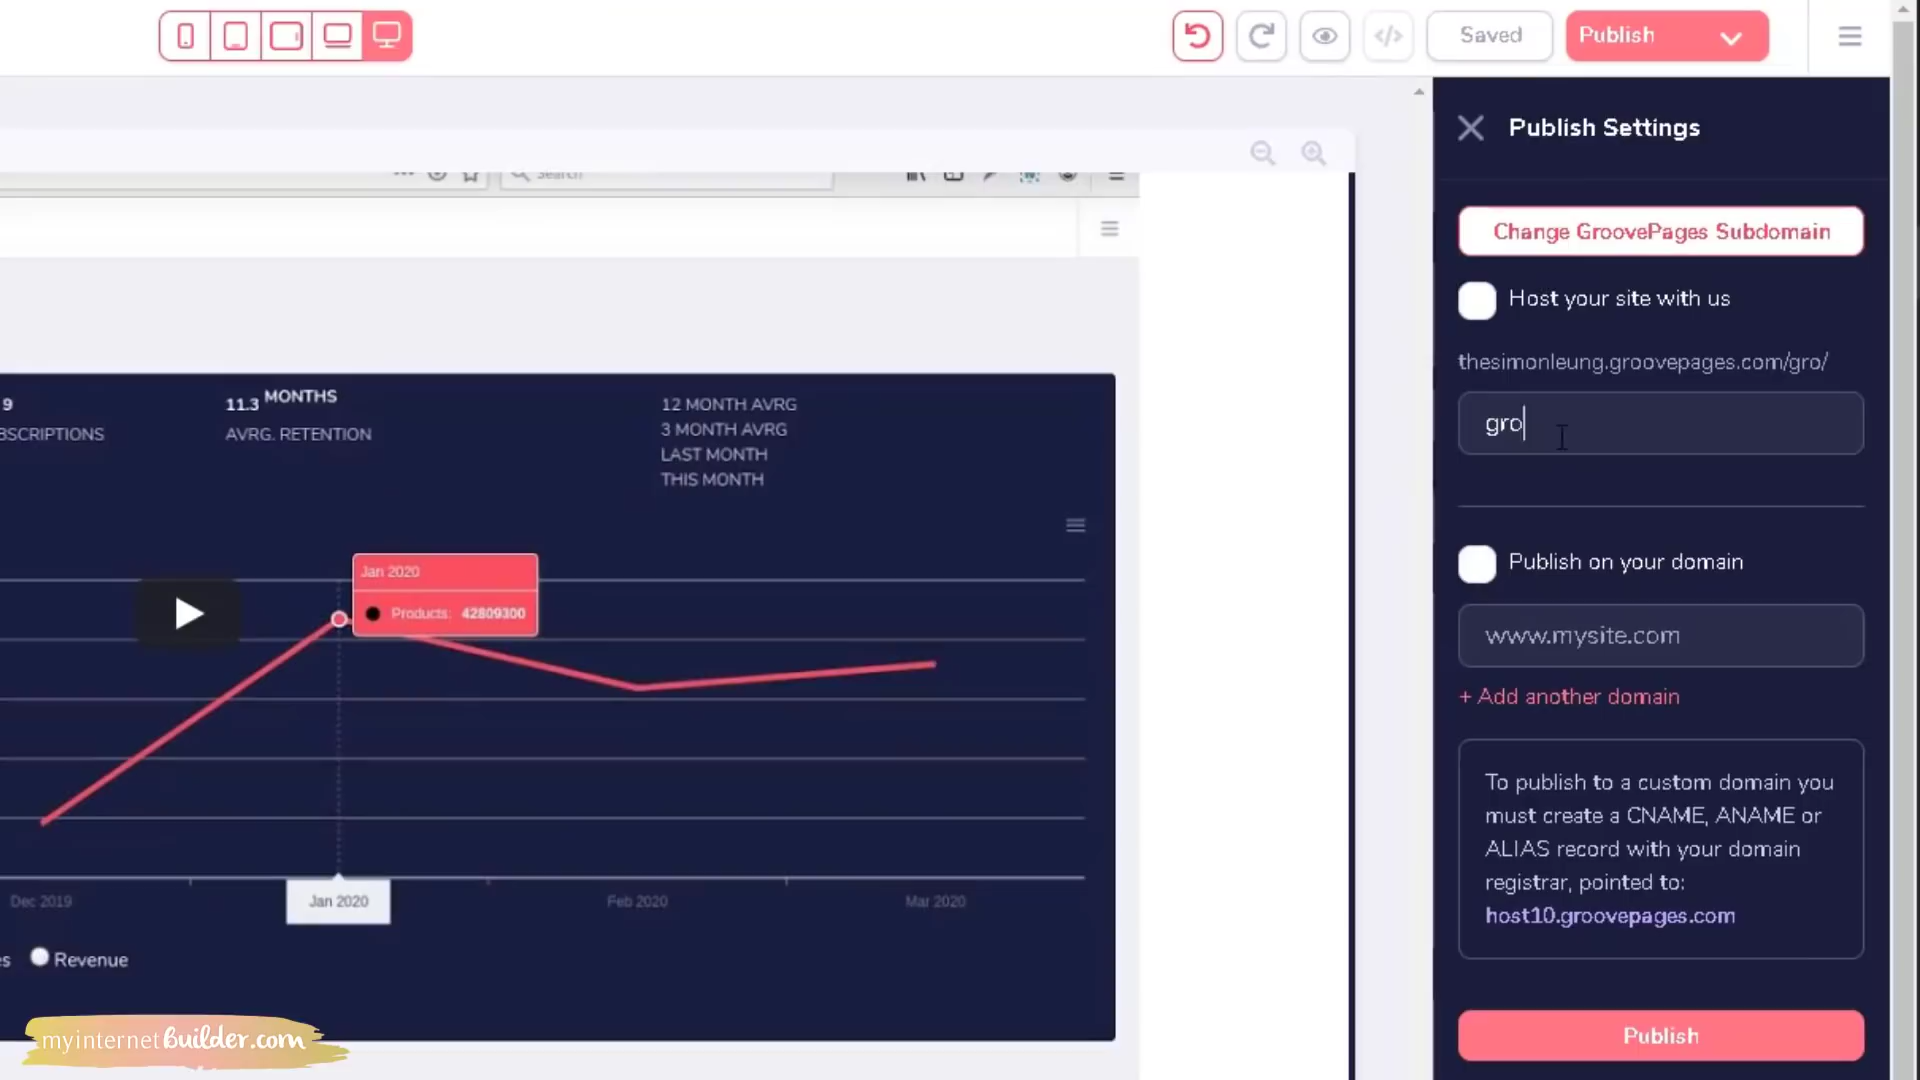 Saved
Publish
Publish Settings
Search
Change GroovePages Subdomain
Host your site with us
thesimonleung.groovepages.com/gro/
gro
9
11.3 MONTHS
BSCRIPTIONS
AVRG. RETENTION
12 MONTH AVRG
3 MONTH AVRG
LAST MONTH
THIS MONTH
Publish on your domain
Jan 2020
Products: 42809300
www.mysite.com
+ Add another domain
To publish to a custom domain you
must create a CNAME, ANAME or
ALIAS record with your domain
registrar, pointed to:
host10.groovepages.com
Dec 2019
Jan 2020
Feb 2020
Mar 2020
es
Revenue
myinternetBuilder.com
Publish